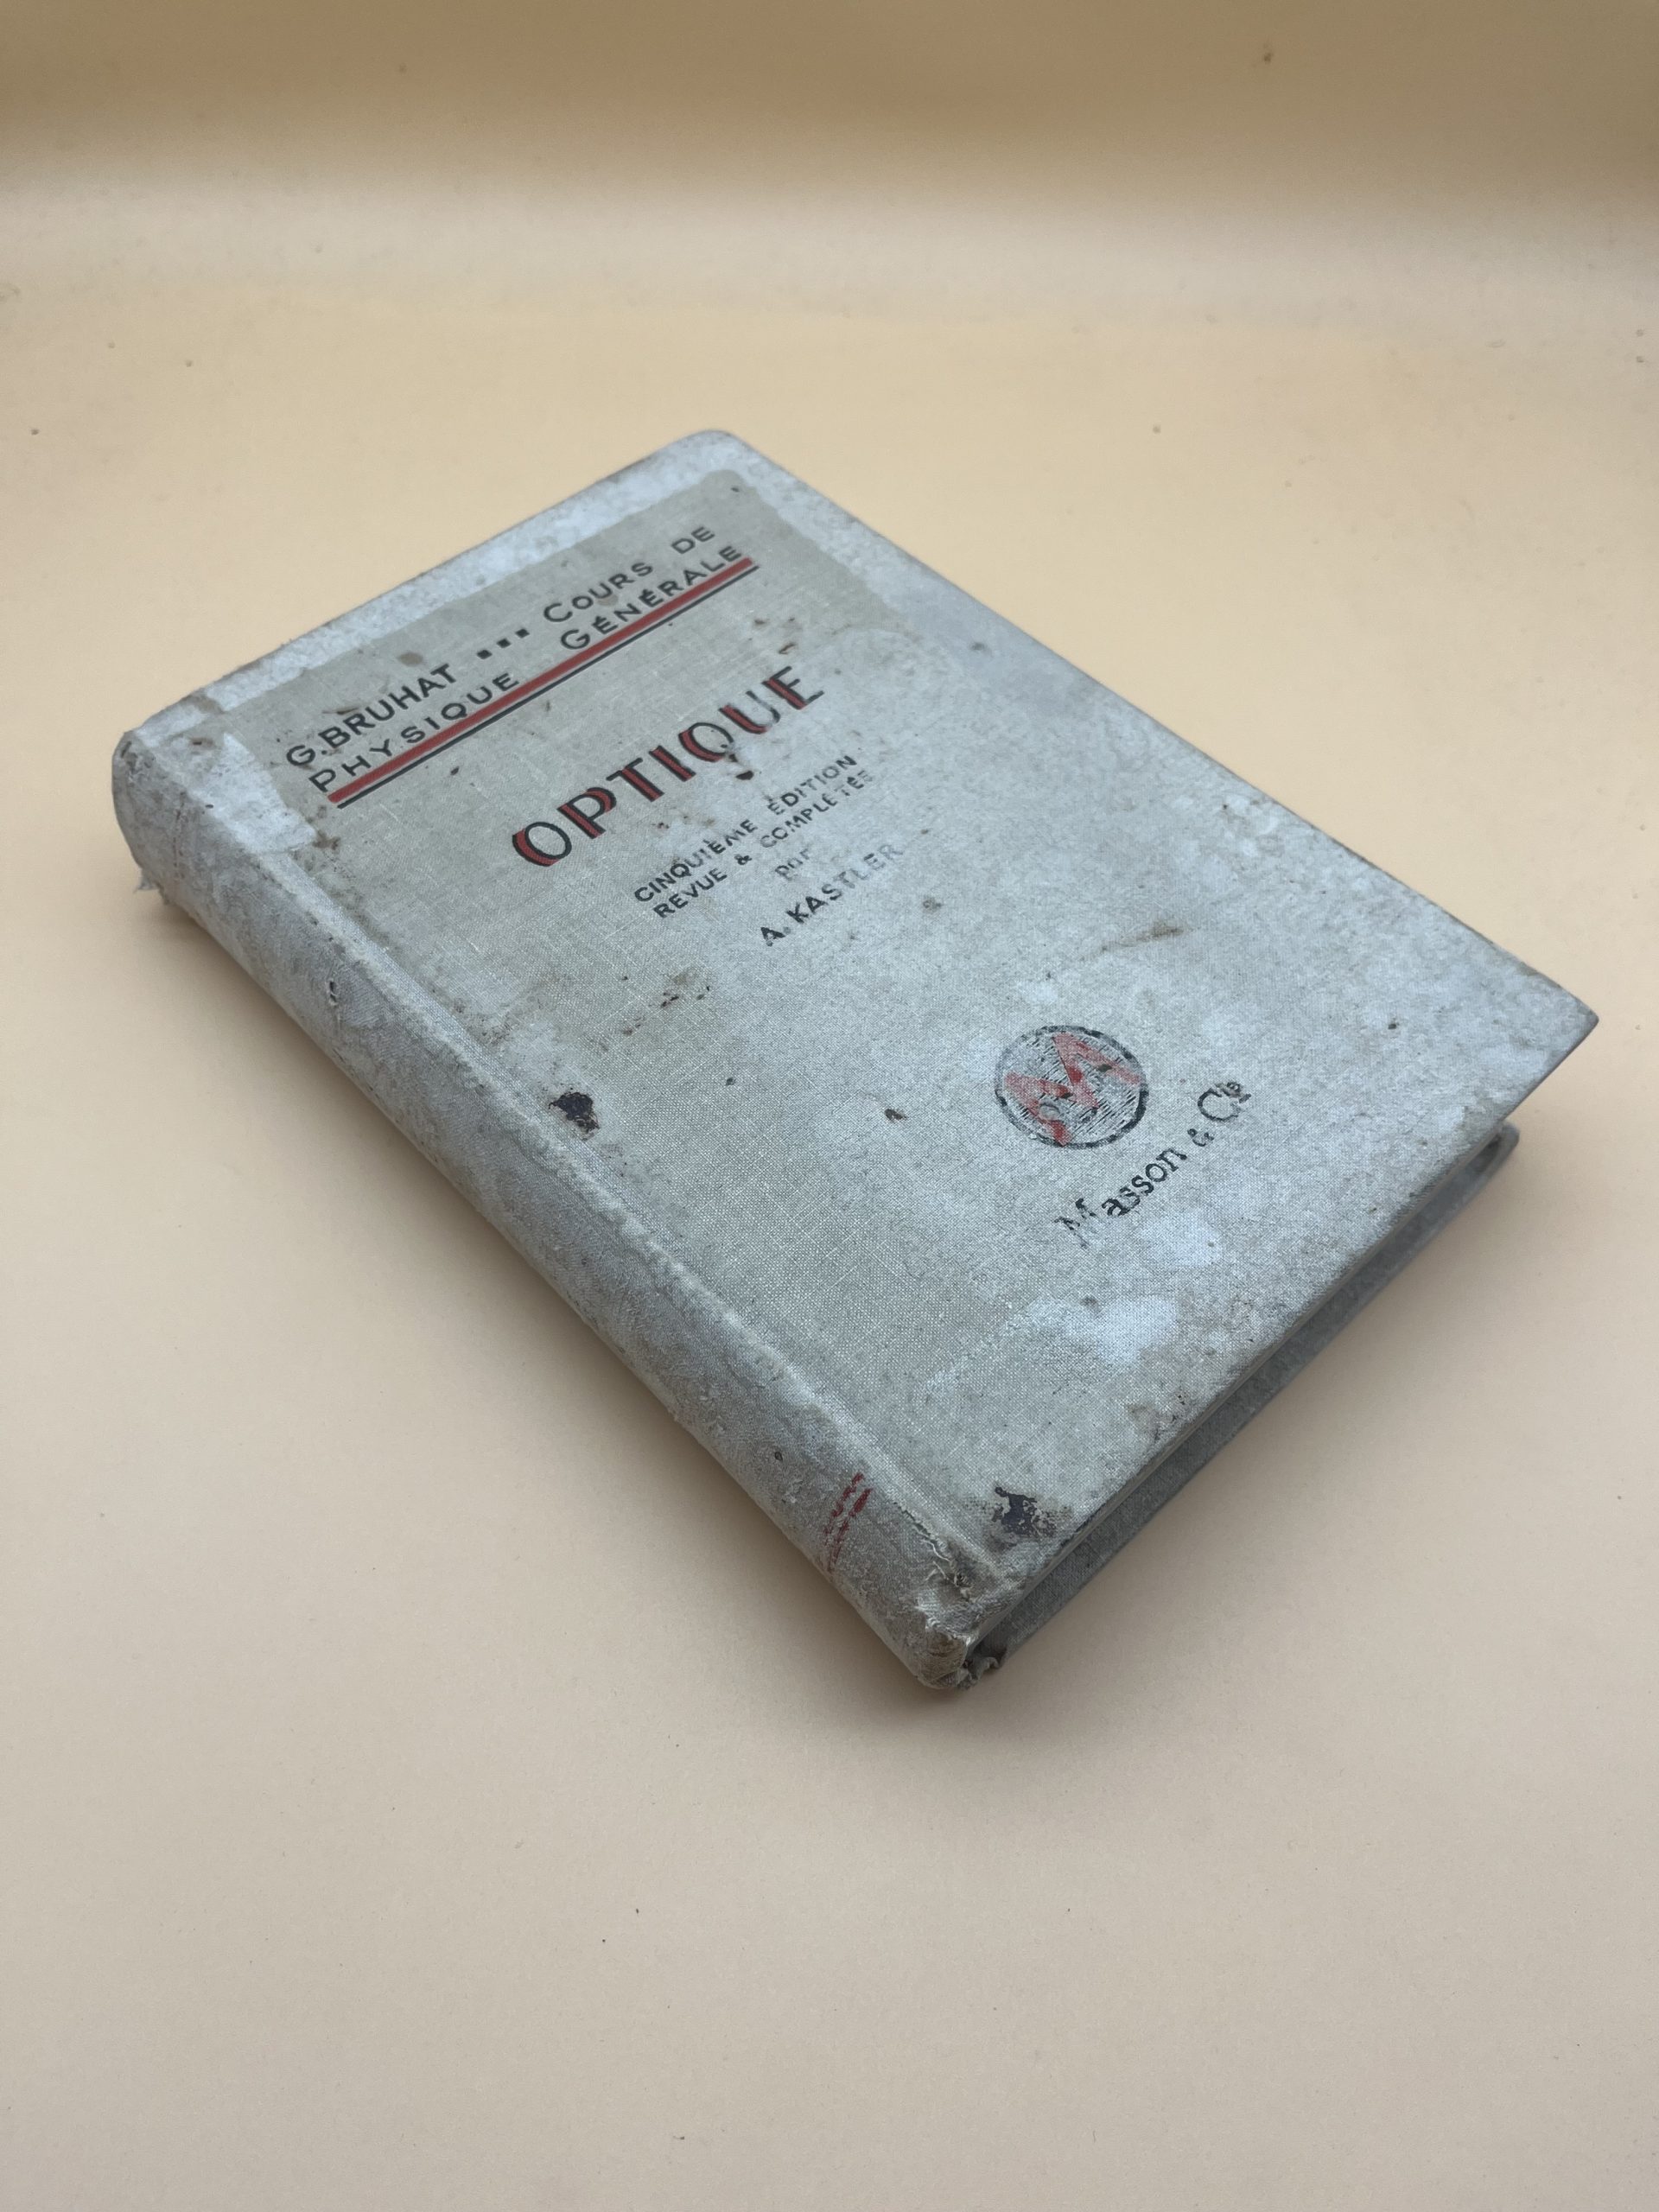 G. BRUHAT ▪▪▪ COURS DE
PHYSIQUE GÉNÉRALE
OPTIQUE
CINQUIÈME ÉDITION
REVUE & COMPLÉTÉE
par
A. KASTLER
M
Masson & Cie